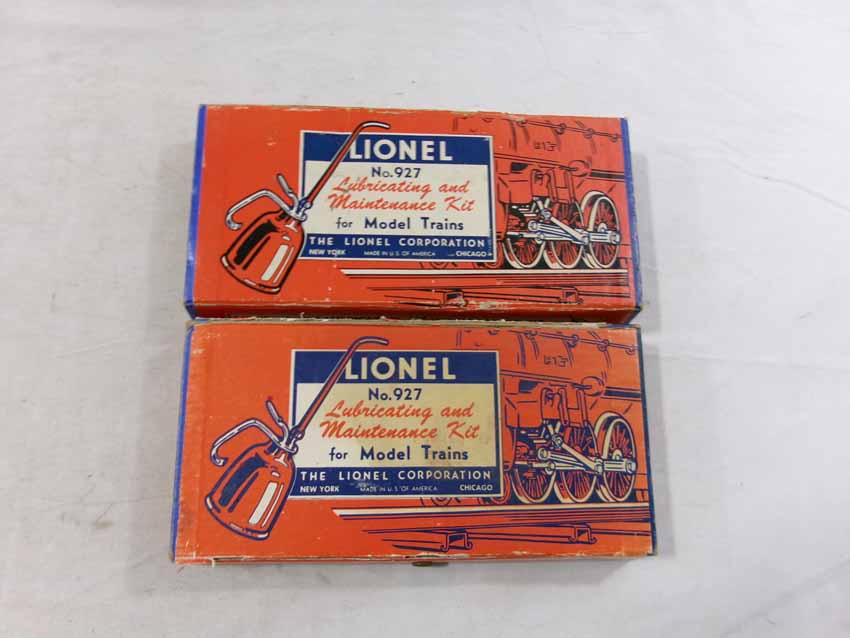 LIONEL
No. 927
Lubricating and
Maintenance Kit
for Model Trains
THE LIONEL CORPORATION
NEW YORK MADE IN U.S. OF AMERICA CHICAGO
LIONEL
No. 927
Lubricating and
Maintenance Kit
for Model Trains
THE LIONEL CORPORATION
NEW YORK MADE IN U.S. OF AMERICA CHICAGO